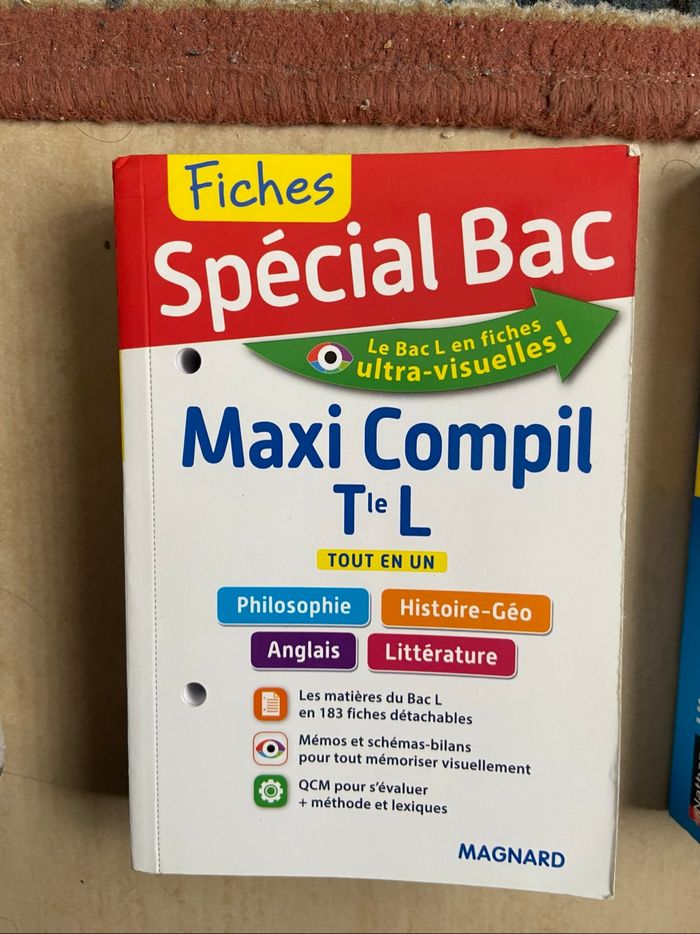 Fiches
Spécial Bac
Le Bac L en fiches
ultra-visuelles !
Maxi Compil
Tle L
TOUT EN UN
Philosophie
Histoire-Géo
Anglais
Littérature
Les matières du Bac L
en 183 fiches détachables
Mémos et schémas-bilans
pour tout mémoriser visuellement
QCM pour s'évaluer
+ méthode et lexiques
MAGNARD